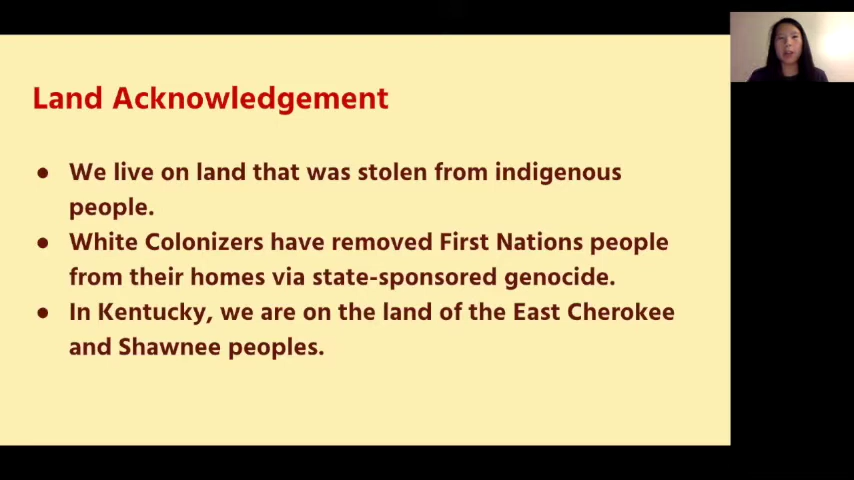 Land Acknowledgement
● We live on land that was stolen from indigenous
people.
● White Colonizers have removed First Nations people
from their homes via state-sponsored genocide.
● In Kentucky, we are on the land of the East Cherokee
and Shawnee peoples.